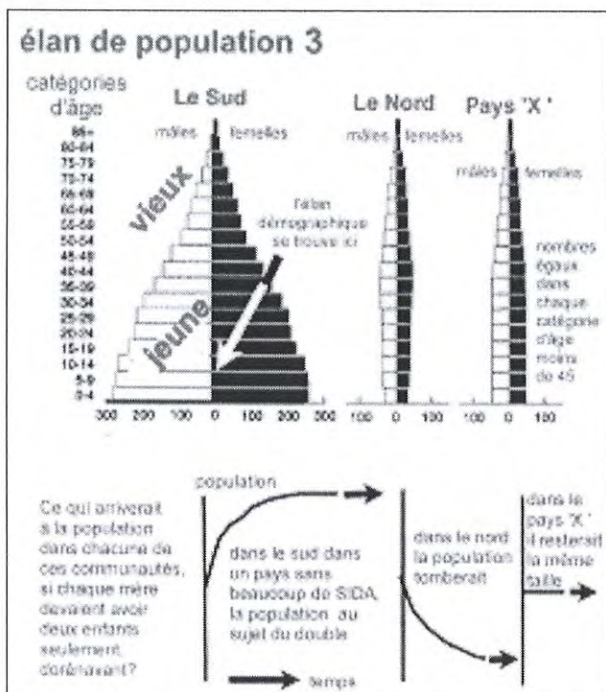 élan de population 3
catégories
d'âge
Le Sud
mâles
femelles
80-84
75-79
70-74
65-69
60-64
55-59
50-54
45-49
40-44
35-39
30-34
25-29
20-24
15-19
10-14
5-9
0-4
vieux
jeune
l'élan
démographique
se trouve ici
300 200 100 0 100 200 300
Le Nord
mâles
femelles
100 0 100
Pays 'X'
mâles
femelles
nombres
égaux
dans
chaque
catégorie
d'âge
moins
de 45
100 0 100
Ce qui arriverait
à la population
dans chacune de
ces communautés,
si chaque mère
devaient avoir
deux enfants
seulement,
dorénavant?
population
dans le sud dans
un pays sans
beaucoup de SIDA,
la population au
sujet du double
temps
dans le nord
la population
tomberait
dans le
pays 'X'
il resterait
la même
taille